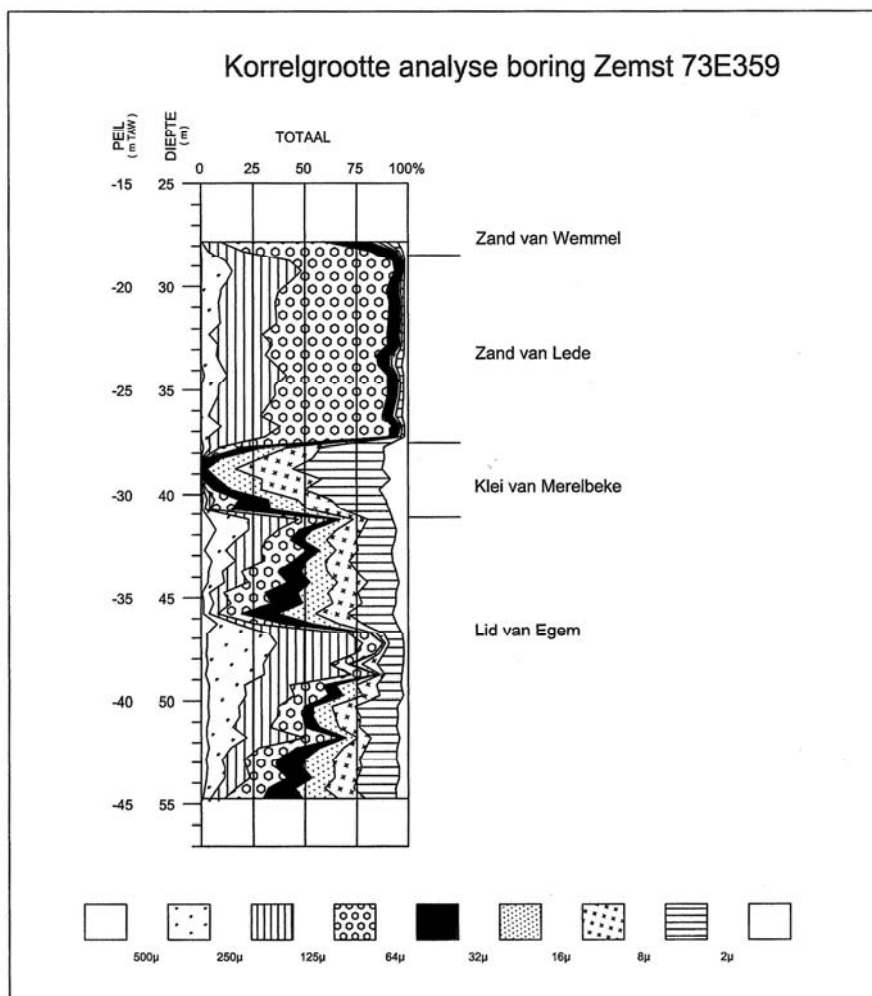 Korrelgrootte analyse boring Zemst 73E359
PEIL
(mTAW)
DIEPTE
(m)
TOTAAL
0 25 50 75 100%
-15 25
Zand van Wemmel
-20 30
Zand van Lede
-25 35
Klei van Merelbeke
-30 40
-35 45
Lid van Egem
-40 50
-45 55
500µ 250µ 125µ 64µ 32µ 16µ 8µ 2µ